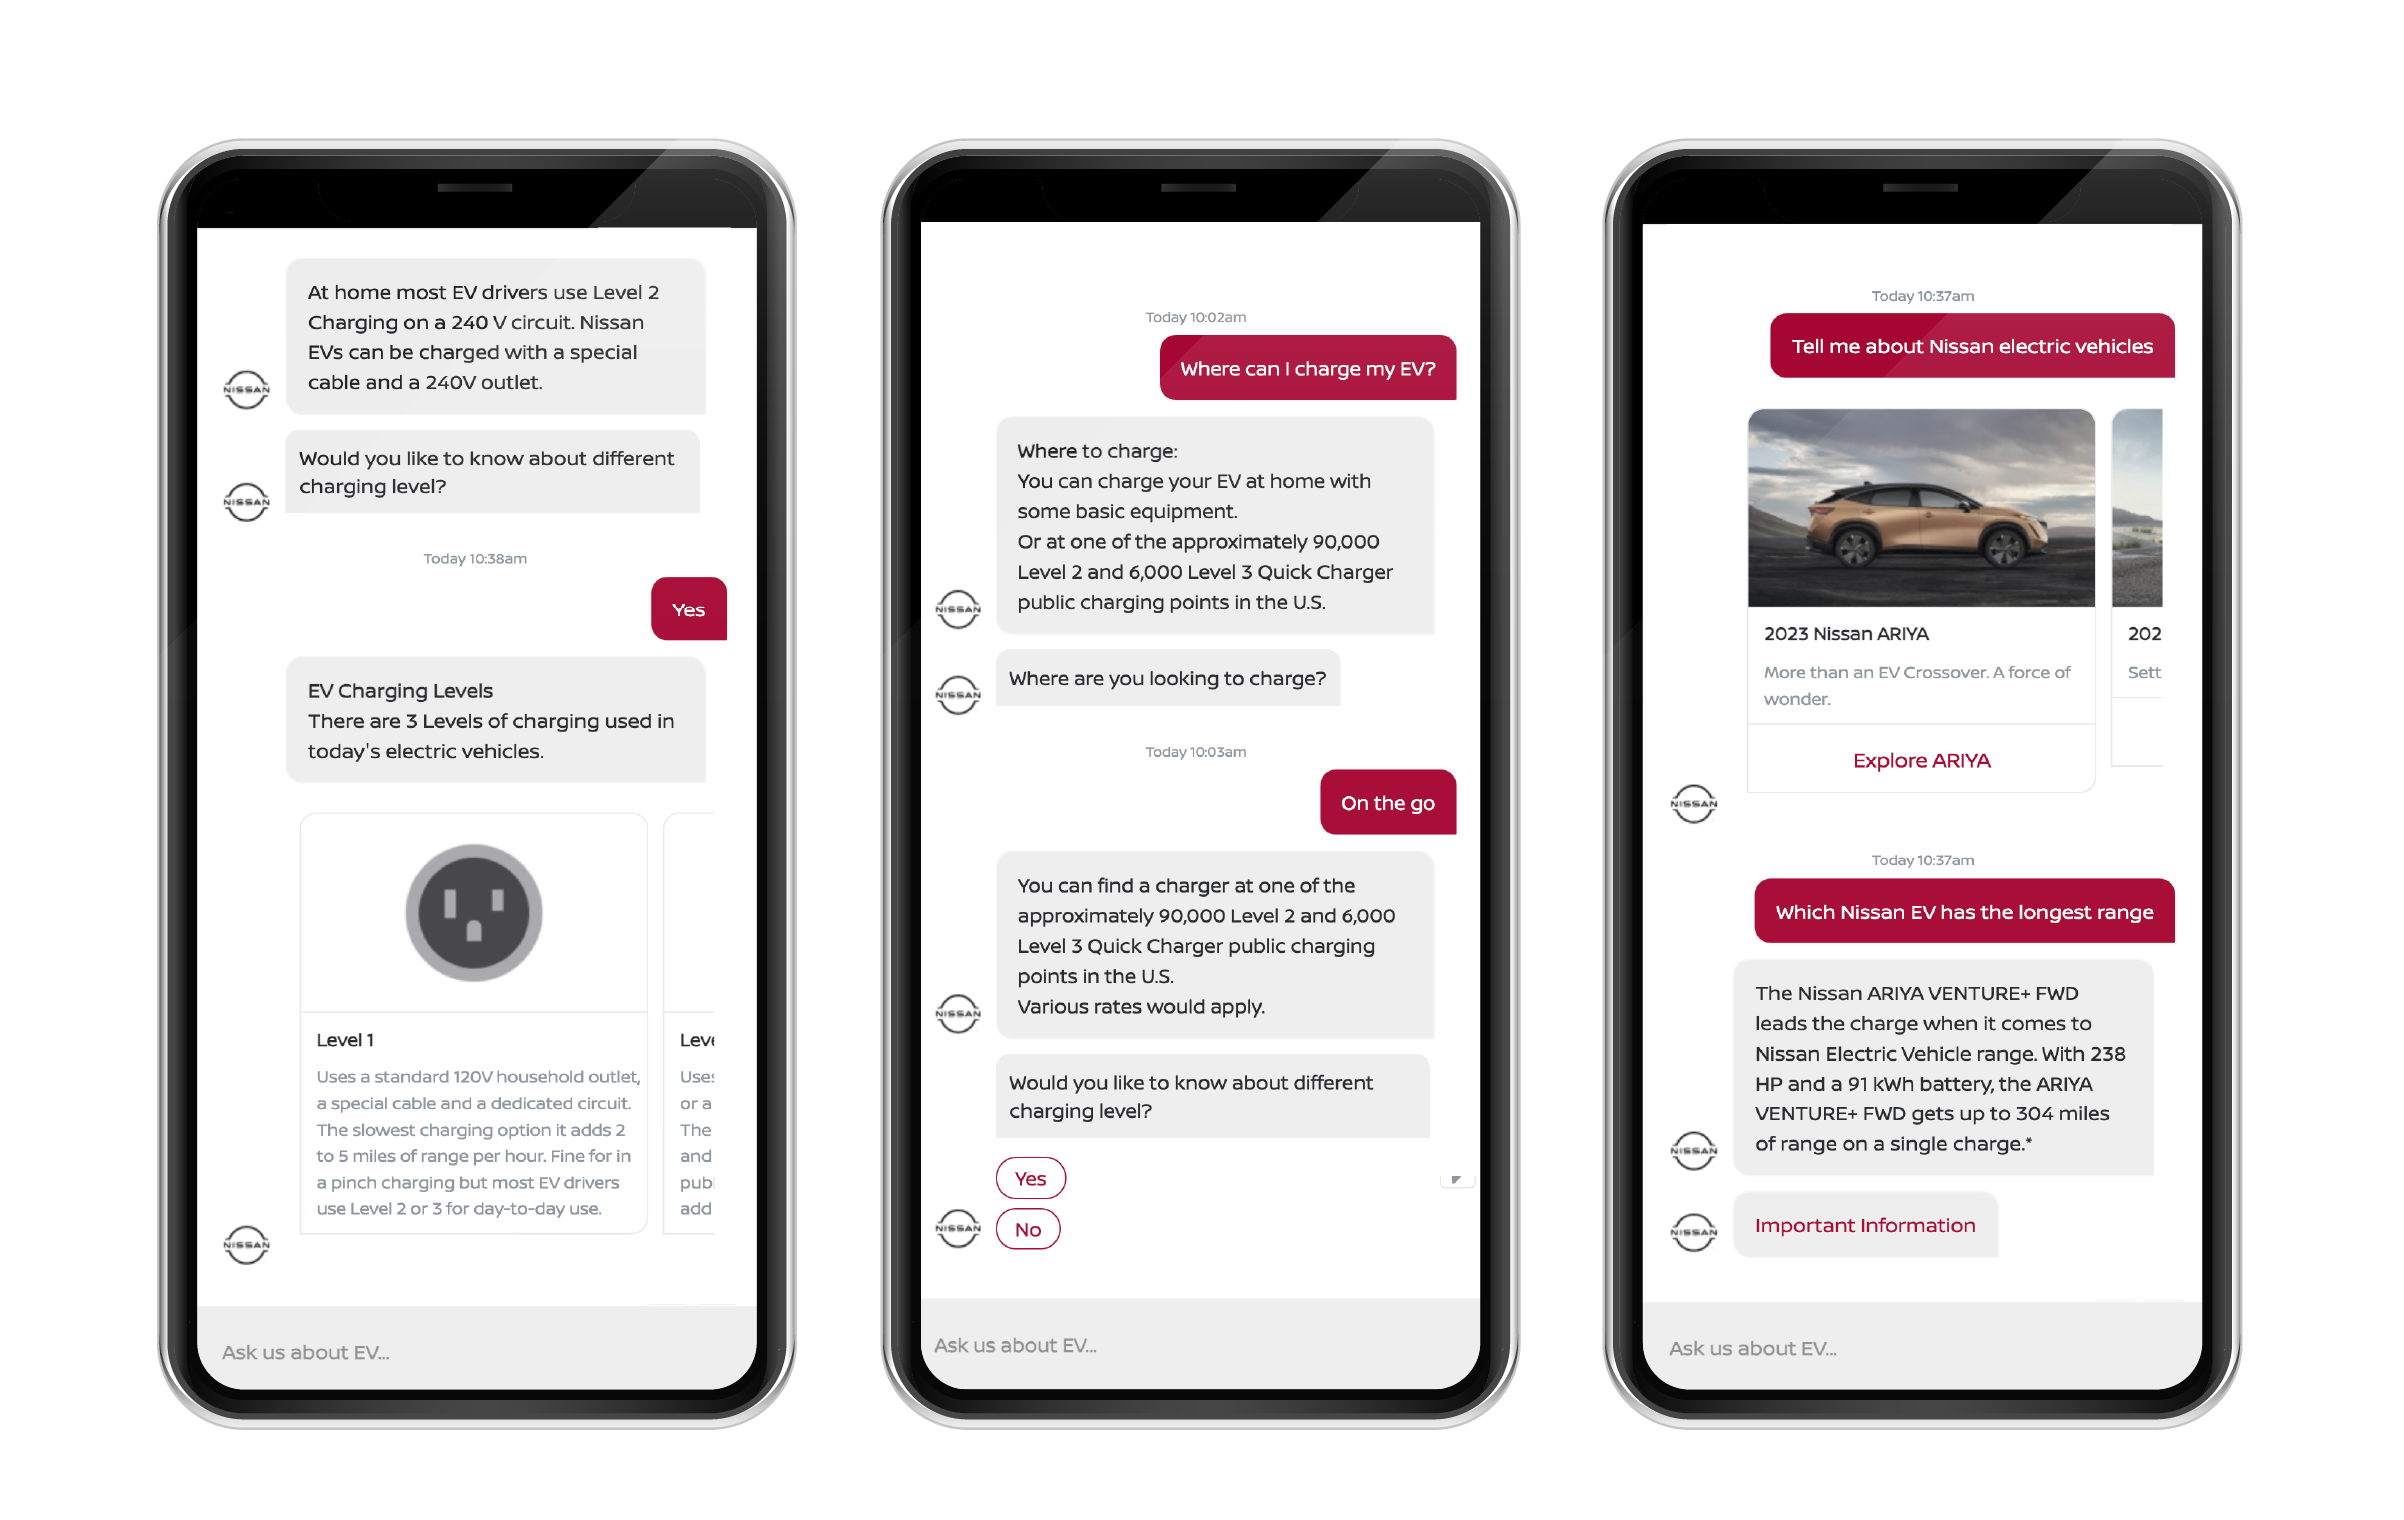 At home most EV drivers use Level 2
Charging on a 240 V circuit. Nissan
EVs can be charged with a special
cable and a 240V outlet.
NISSAN
Would you like to know about different
charging level?
NISSAN
Today 10:38am
Yes
EV Charging Levels
There are 3 Levels of charging used in
today's electric vehicles.
Level 1
Uses a standard 120V household outlet,
a special cable and a dedicated circuit.
The slowest charging option it adds 2
to 5 miles of range per hour. Fine for in
a pinch charging but most EV drivers
use Level 2 or 3 for day-to-day use.
Leve
Uses
or a
The
and
publ
add
NISSAN
Ask us about EV...
Today 10:02am
Where can I charge my EV?
Where to charge:
You can charge your EV at home with
some basic equipment.
Or at one of the approximately 90,000
Level 2 and 6,000 Level 3 Quick Charger
public charging points in the U.S.
NISSAN
Where are you looking to charge?
NISSAN
Today 10:03am
On the go
You can find a charger at one of the
approximately 90,000 Level 2 and 6,000
Level 3 Quick Charger public charging
points in the U.S.
Various rates would apply.
NISSAN
Would you like to know about different
charging level?
Yes
No
NISSAN
Ask us about EV...
Today 10:37am
Tell me about Nissan electric vehicles
2023 Nissan ARIYA
More than an EV Crossover. A force of
wonder.
Explore ARIYA
202
Sett
NISSAN
Today 10:37am
Which Nissan EV has the longest range
The Nissan ARIYA VENTURE+ FWD
leads the charge when it comes to
Nissan Electric Vehicle range. With 238
HP and a 91 kWh battery, the ARIYA
VENTURE+ FWD gets up to 304 miles
of range on a single charge.*
NISSAN
Important Information
NISSAN
Ask us about EV...